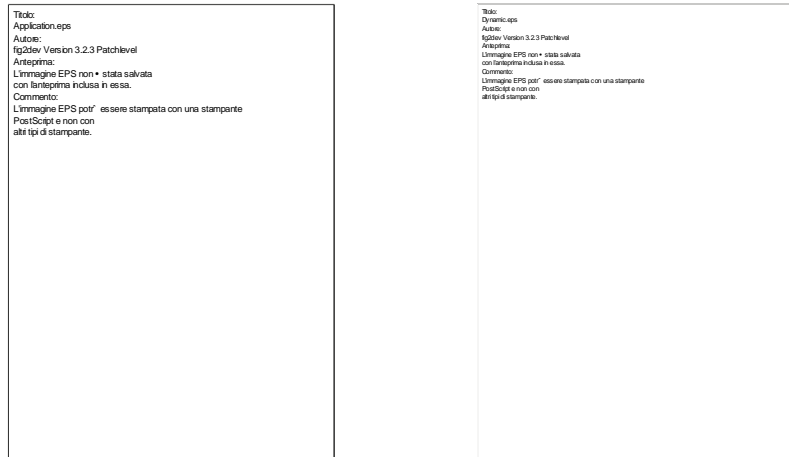 Titolo:
Application.eps
Autore:
fig2dev Version 3.2.3 Patchlevel
Anteprima:
L'immagine EPS non • stata salvata
con l'anteprima inclusa in essa.
Commento:
L'immagine EPS potrˆ essere stampata con una stampante
PostScript e non con
altri tipi di stampante.
Titolo:
Dynamic.eps
Autore:
fig2dev Version 3.2.3 Patchlevel
Anteprima:
L'immagine EPS non • stata salvata
con l'anteprima inclusa in essa.
Commento:
L'immagine EPS potrˆ essere stampata con una stampante
PostScript e non con
altri tipi di stampante.